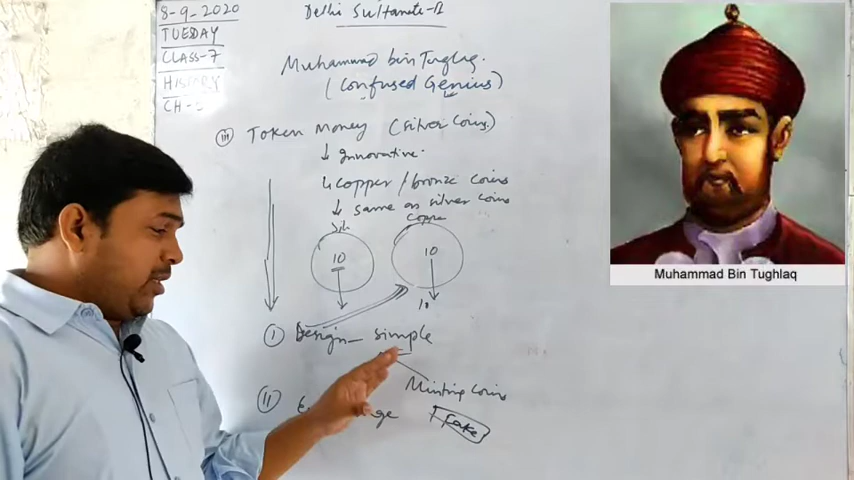 8-9-2020
TUESDAY
CLASS-7
HISTORY
CH-
Delhi Sultanate-II
Muhammad bin Tuglaq.
(Confused Genius)
(iii) Token Money (Silver Coins)
↓ Innovative.
↳ copper/bronze coins
↓ same as silver coins
10
10
10
(I) Design - simple
Minting coins
(II)
Fake
Muhammad Bin Tughlaq